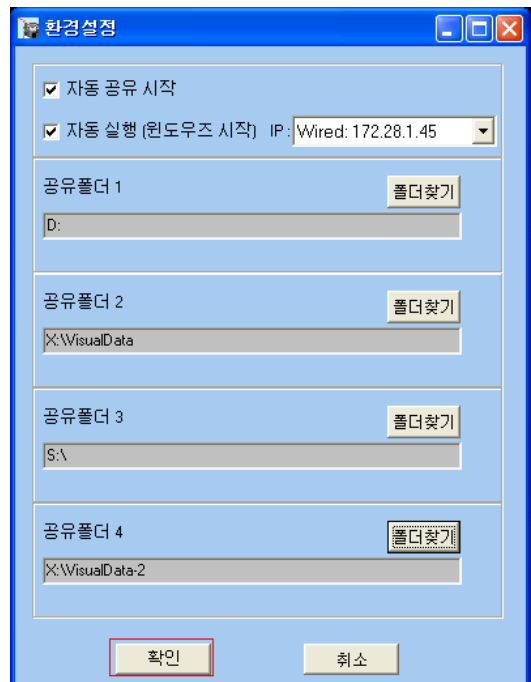 환경설정
자동 공유 시작
자동 실행 (윈도우즈 시작) IP : Wired: 172.28.1.45
공유폴더 1 폴더찾기
D:
공유폴더 2 폴더찾기
X:\VisualData
공유폴더 3 폴더찾기
S:\
공유폴더 4 폴더찾기
X:\VisualData-2
확인 취소